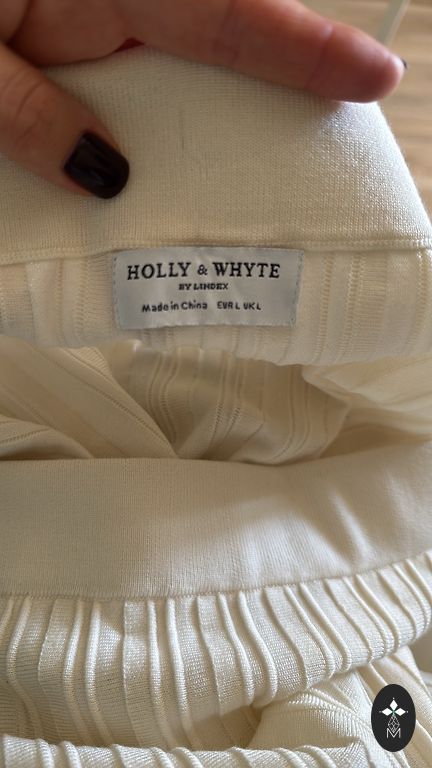 HOLLY & WHYTE
BY LINDEX
Made in China EUR L UK L
M